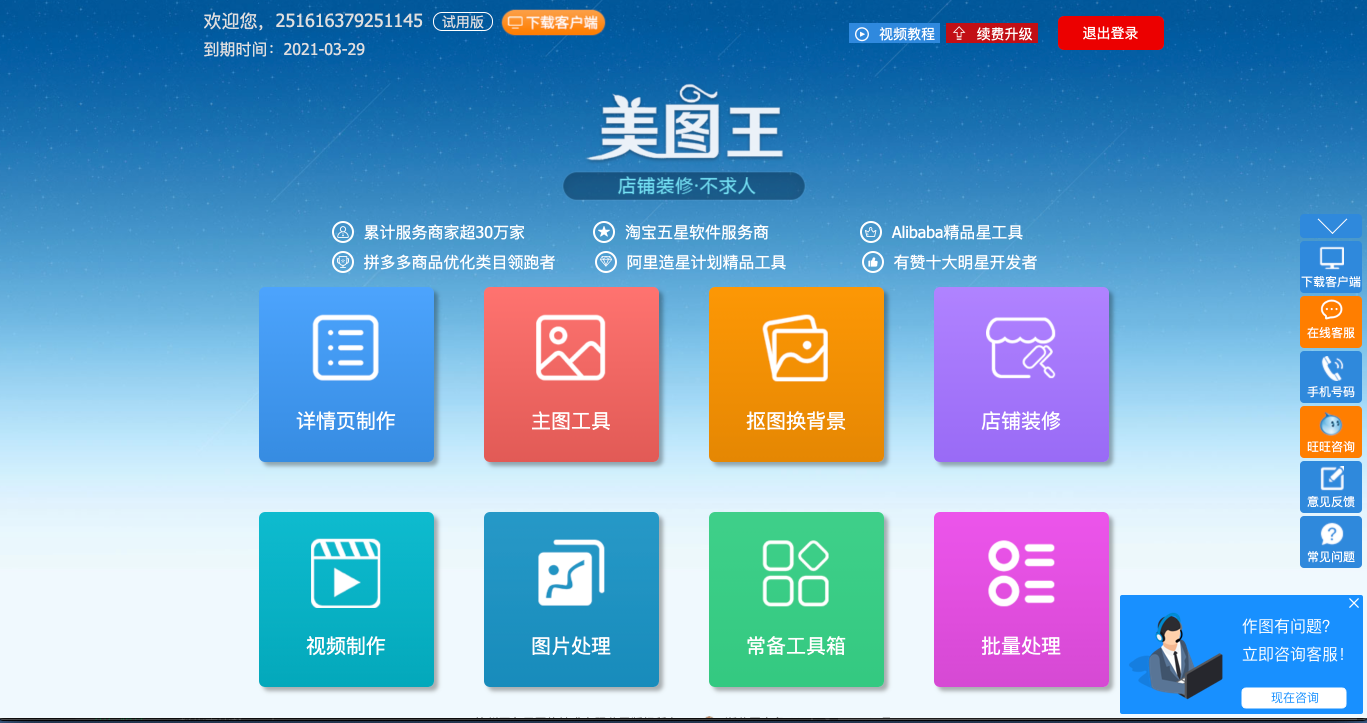 欢迎您，251616379251145 试用版 下载客户端
到期时间：2021-03-29
视频教程 续费升级 退出登录
美图王
店铺装修·不求人
累计服务商家超30万家 淘宝五星软件服务商 Alibaba精品星工具
拼多多商品优化类目领跑者 阿里造星计划精品工具 有赞十大明星开发者
详情页制作 主图工具 抠图换背景 店铺装修
视频制作 图片处理 常备工具箱 批量处理
下载客户端
在线客服
手机号码
旺旺咨询
意见反馈
常见问题
作图有问题？
立即咨询客服！
现在咨询